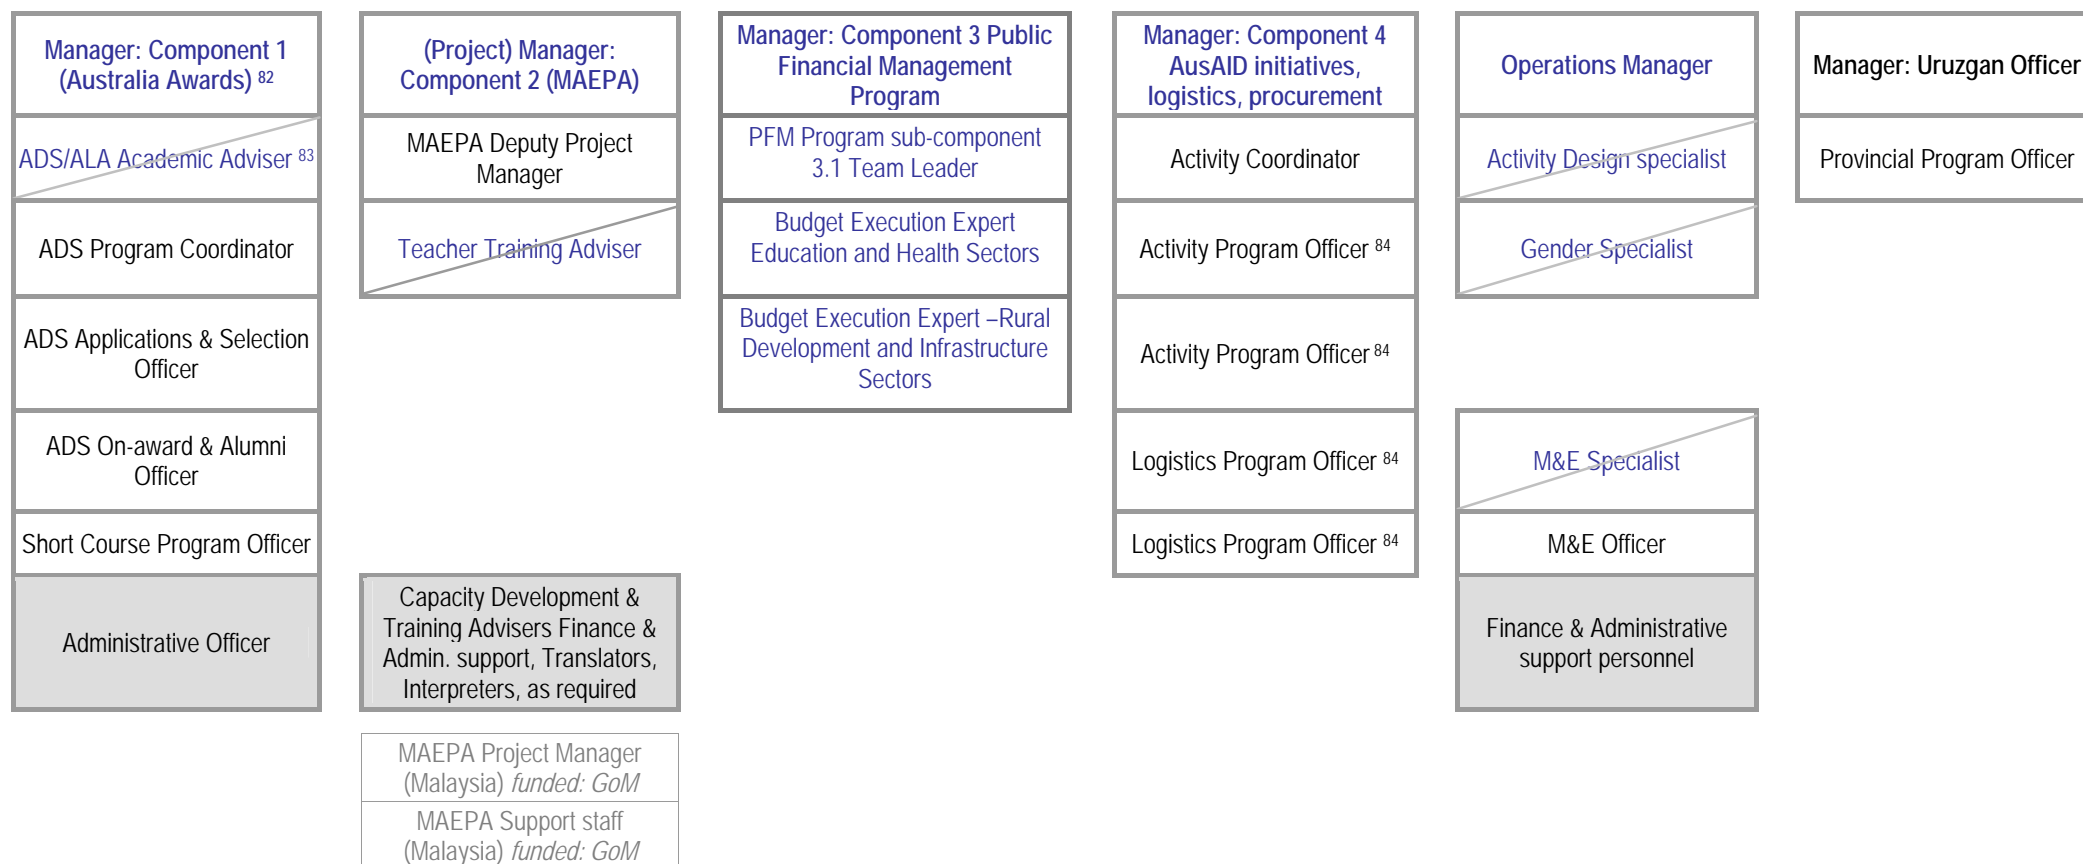 Manager: Component 1
(Australia Awards) 82
ADS/ALA Academic Adviser 83
ADS Program Coordinator
ADS Applications & Selection
Officer
ADS On-award & Alumni
Officer
Short Course Program Officer
Administrative Officer
(Project) Manager:
Component 2 (MAEPA)
MAEPA Deputy Project
Manager
Teacher Training Adviser
Capacity Development &
Training Advisers Finance &
Admin. support, Translators,
Interpreters, as required
MAEPA Project Manager
(Malaysia) funded: GoM
MAEPA Support staff
(Malaysia) funded: GoM
Manager: Component 3 Public
Financial Management
Program
PFM Program sub-component
3.1 Team Leader
Budget Execution Expert
Education and Health Sectors
Budget Execution Expert –Rural
Development and Infrastructure
Sectors
Manager: Component 4
AusAID initiatives,
logistics, procurement
Activity Coordinator
Activity Program Officer 84
Activity Program Officer 84
Logistics Program Officer 84
Logistics Program Officer 84
Operations Manager
Activity Design specialist
Gender Specialist
M&E Specialist
M&E Officer
Finance & Administrative
support personnel
Manager: Uruzgan Officer
Provincial Program Officer